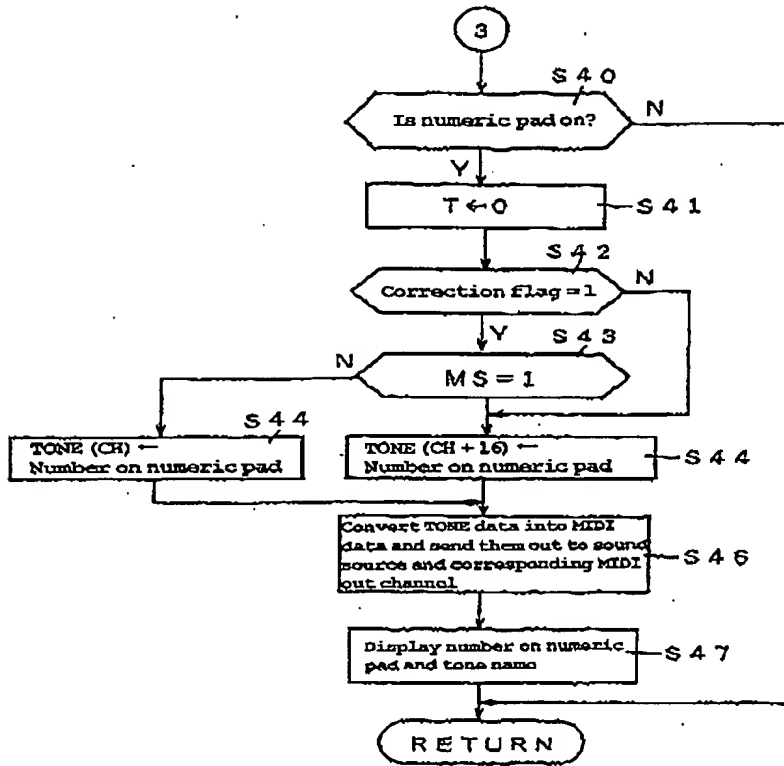 3
S40
Is numeric pad on?
N
Y
T←0
S41
S42
Correction flag=1
N
Y
S43
N
MS=1
S44
TONE (CH) ←
Number on numeric pad
TONE (CH+16) ←
Number on numeric pad
S44
Convert TONE data into MIDI
data and send them out to sound
source and corresponding MIDI
out channel
S46
Display number on numeric
pad and tone name
S47
RETURN